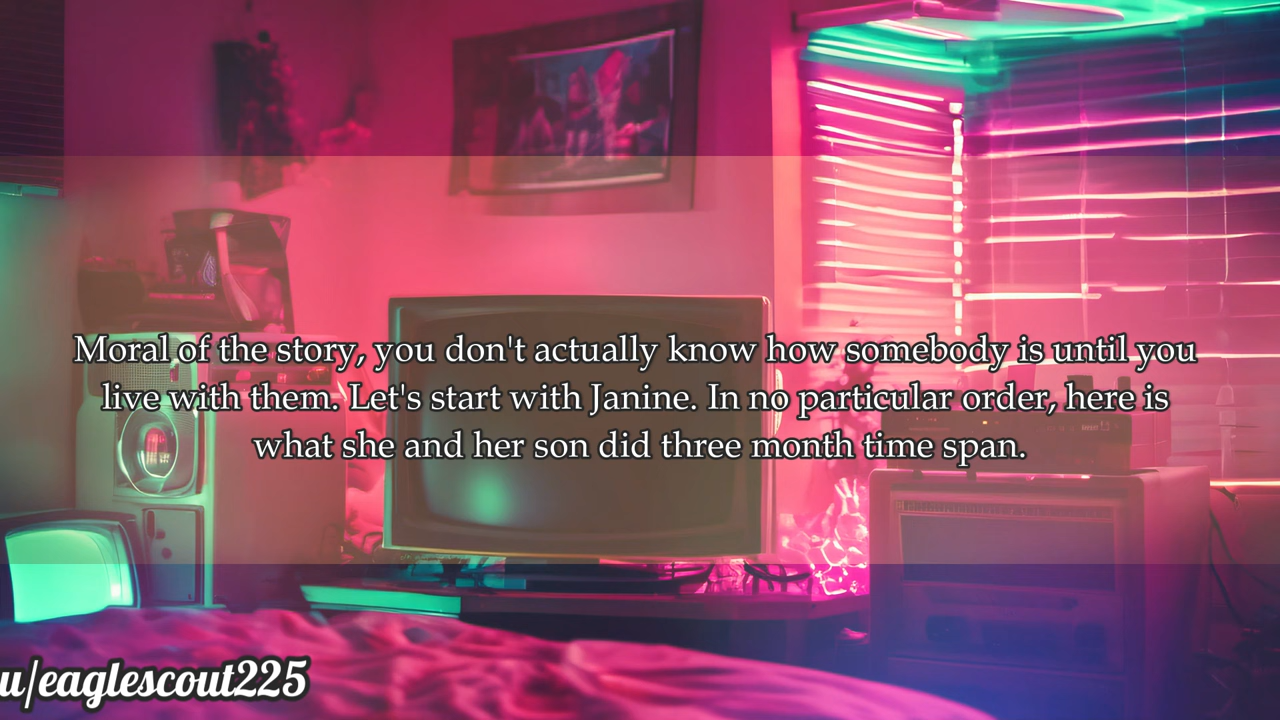 Moral of the story, you don't actually know how somebody is until you
live with them. Let's start with Janine. In no particular order, here is
what she and her son did three month time span.
u/eaglescout225